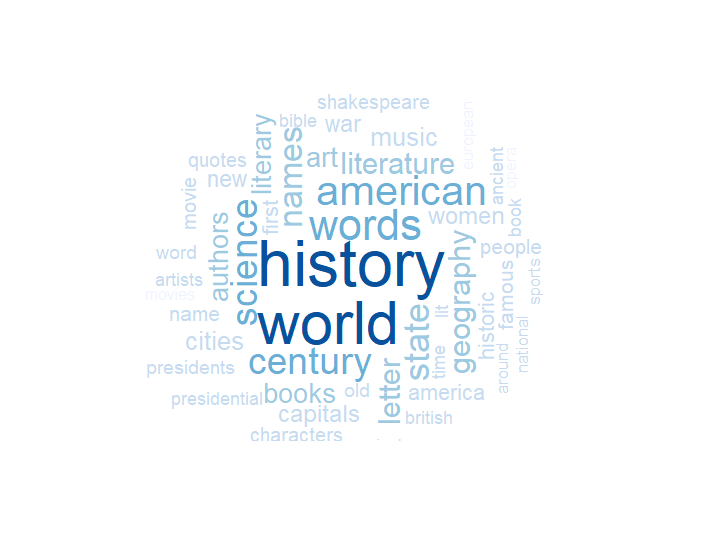 shakespeare
bible
war
music
european
quotes
new
literary
names
art
literature
ancient
opera
movie
first
american
book
women
words
authors
science
history
geography
people
word
artists
movies
famous
sports
name
world
state
lit
historic
cities
century
time
around
national
presidents
letter
books
old
america
presidential
capitals
british
characters